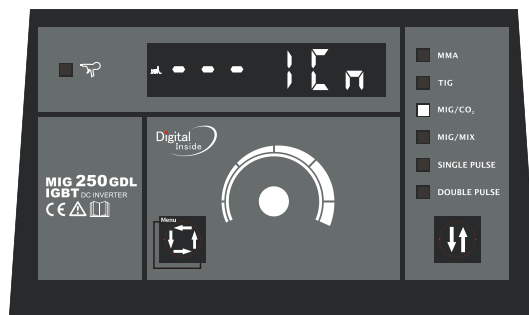 - - - 1Cn
MMA
TIG
MIG/CO₂
MIG/MIX
SINGLE PULSE
DOUBLE PULSE
Digital
Inside
MIG 250 GDL
IGBT DC INVERTER
CE
Menu